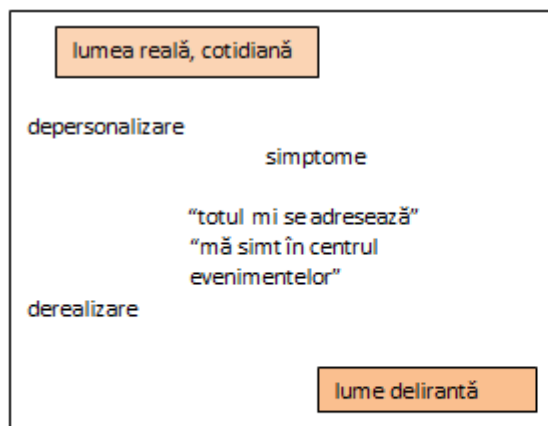 lumea reală, cotidiană
depersonalizare
simptome
“totul mi se adresează”
“mă simt în centrul
evenimentelor”
derealizare
lume delirantă